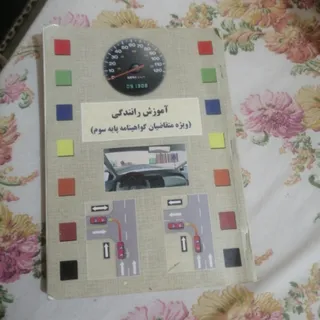 آموزش رانندگی
(ویژه متقاضیان گواهینامه پایه سوم)